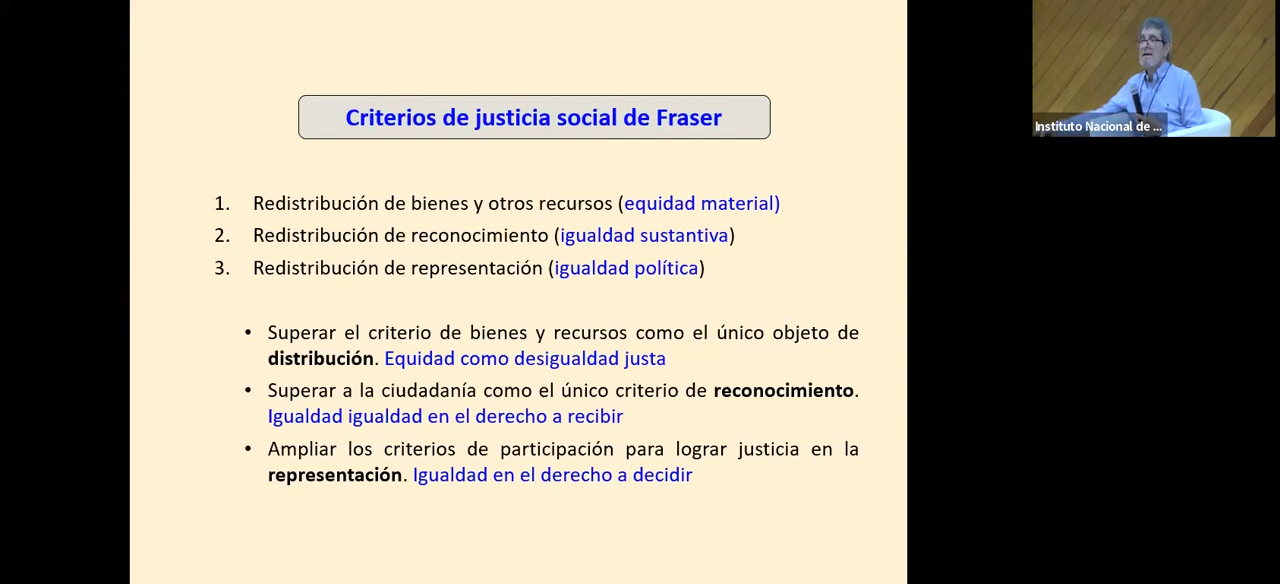 Criterios de justicia social de Fraser
Instituto Nacional de ...
1. Redistribución de bienes y otros recursos (equidad material)
2. Redistribución de reconocimiento (igualdad sustantiva)
3. Redistribución de representación (igualdad política)
• Superar el criterio de bienes y recursos como el único objeto de
distribución. Equidad como desigualdad justa
• Superar a la ciudadanía como el único criterio de reconocimiento.
Igualdad igualdad en el derecho a recibir
• Ampliar los criterios de participación para lograr justicia en la
representación. Igualdad en el derecho a decidir